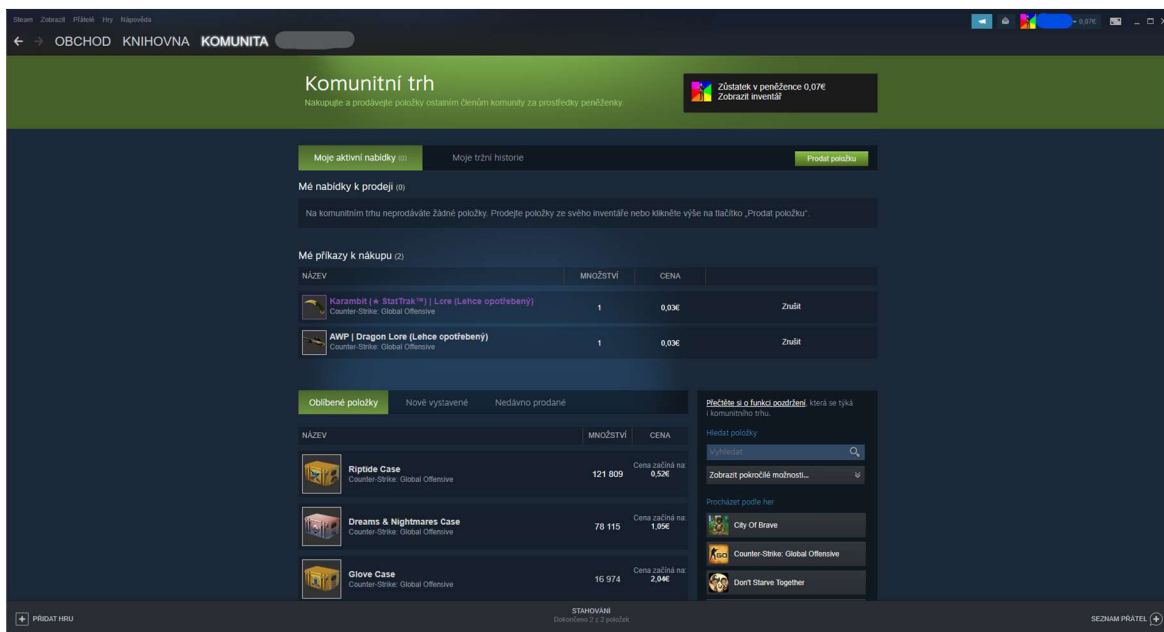 Steam Zobrazit Přátelé Hry Nápověda
0,07€
OBCHOD KNIHOVNA KOMUNITA
Komunitní trh
Nakupujte a prodávejte položky ostatním členům komunity za prostředky peněženky.
Zůstatek v peněžence 0,07€
Zobrazit inventář
Moje aktivní nabídky (0) Moje tržní historie Prodat položku
Mé nabídky k prodeji (0)
Na komunitním trhu neprodáváte žádné položky. Prodejte položky ze svého inventáře nebo klikněte výše na tlačítko „Prodat položku“.
Mé příkazy k nákupu (2)
NÁZEV MNOŽSTVÍ CENA
Karambit (★ StatTrak™) | Lore (Lehce opotřebený)
Counter-Strike: Global Offensive
1 0,03€ Zrušit
AWP | Dragon Lore (Lehce opotřebený)
Counter-Strike: Global Offensive
1 0,03€ Zrušit
Oblíbené položky Nově vystavené Nedávno prodané
NÁZEV MNOŽSTVÍ CENA
Riptide Case
Counter-Strike: Global Offensive
121 809
Cena začíná na:
0,52€
Dreams & Nightmares Case
Counter-Strike: Global Offensive
78 115
Cena začíná na:
1,05€
Glove Case
Counter-Strike: Global Offensive
16 974
Cena začíná na:
2,04€
Přečtěte si o funkci pozdržení, která se týká
i komunitního trhu.
Hledat položky
Vyhledat
Zobrazit pokročilé možnosti...
Procházet podle her
City Of Brave
CS:GO
Counter-Strike: Global Offensive
Don't Starve Together
PŘIDAT HRU
STAHOVÁNÍ
Dokončeno 2 z 2 položek
SEZNAM PŘÁTEL